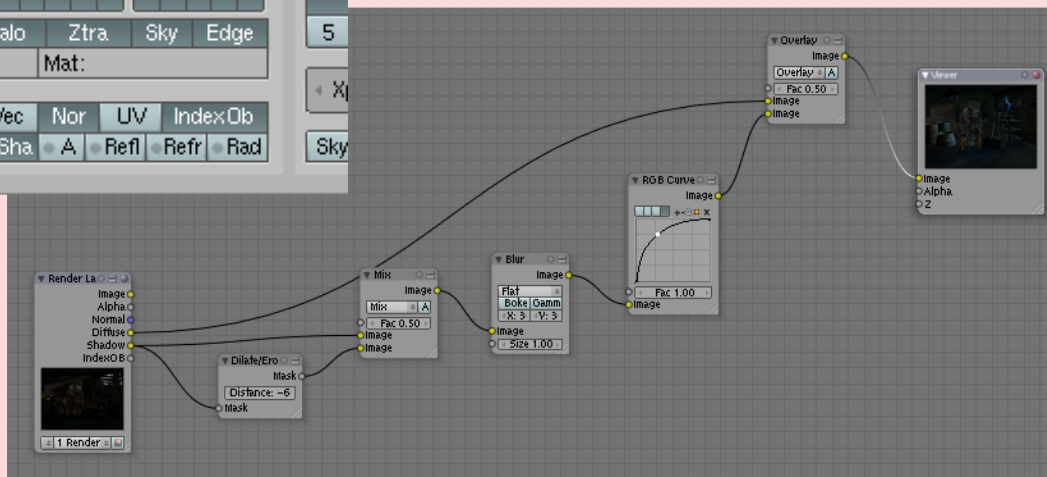 alo Ztra Sky Edge
Mat:
Vec Nor UV IndexOb
Sha A Refl Refr Rad
5
Xp
Sky
Overlay
Image
Overlay A
Fac 0.50
Image
Image
Viewer
Image
Alpha
Z
RGB Curve
Image
Fac 1.00
Image
Blur
Image
Flat
Boke Gamm
X: 3 Y: 3
Image
Size 1.00
Mix
Image
Mix A
Fac 0.50
Image
Image
Render La
Image
Alpha
Normal
Diffuse
Shadow
IndexOB
1 Render
Dilate/Ero
Mask
Distance: -6
Mask